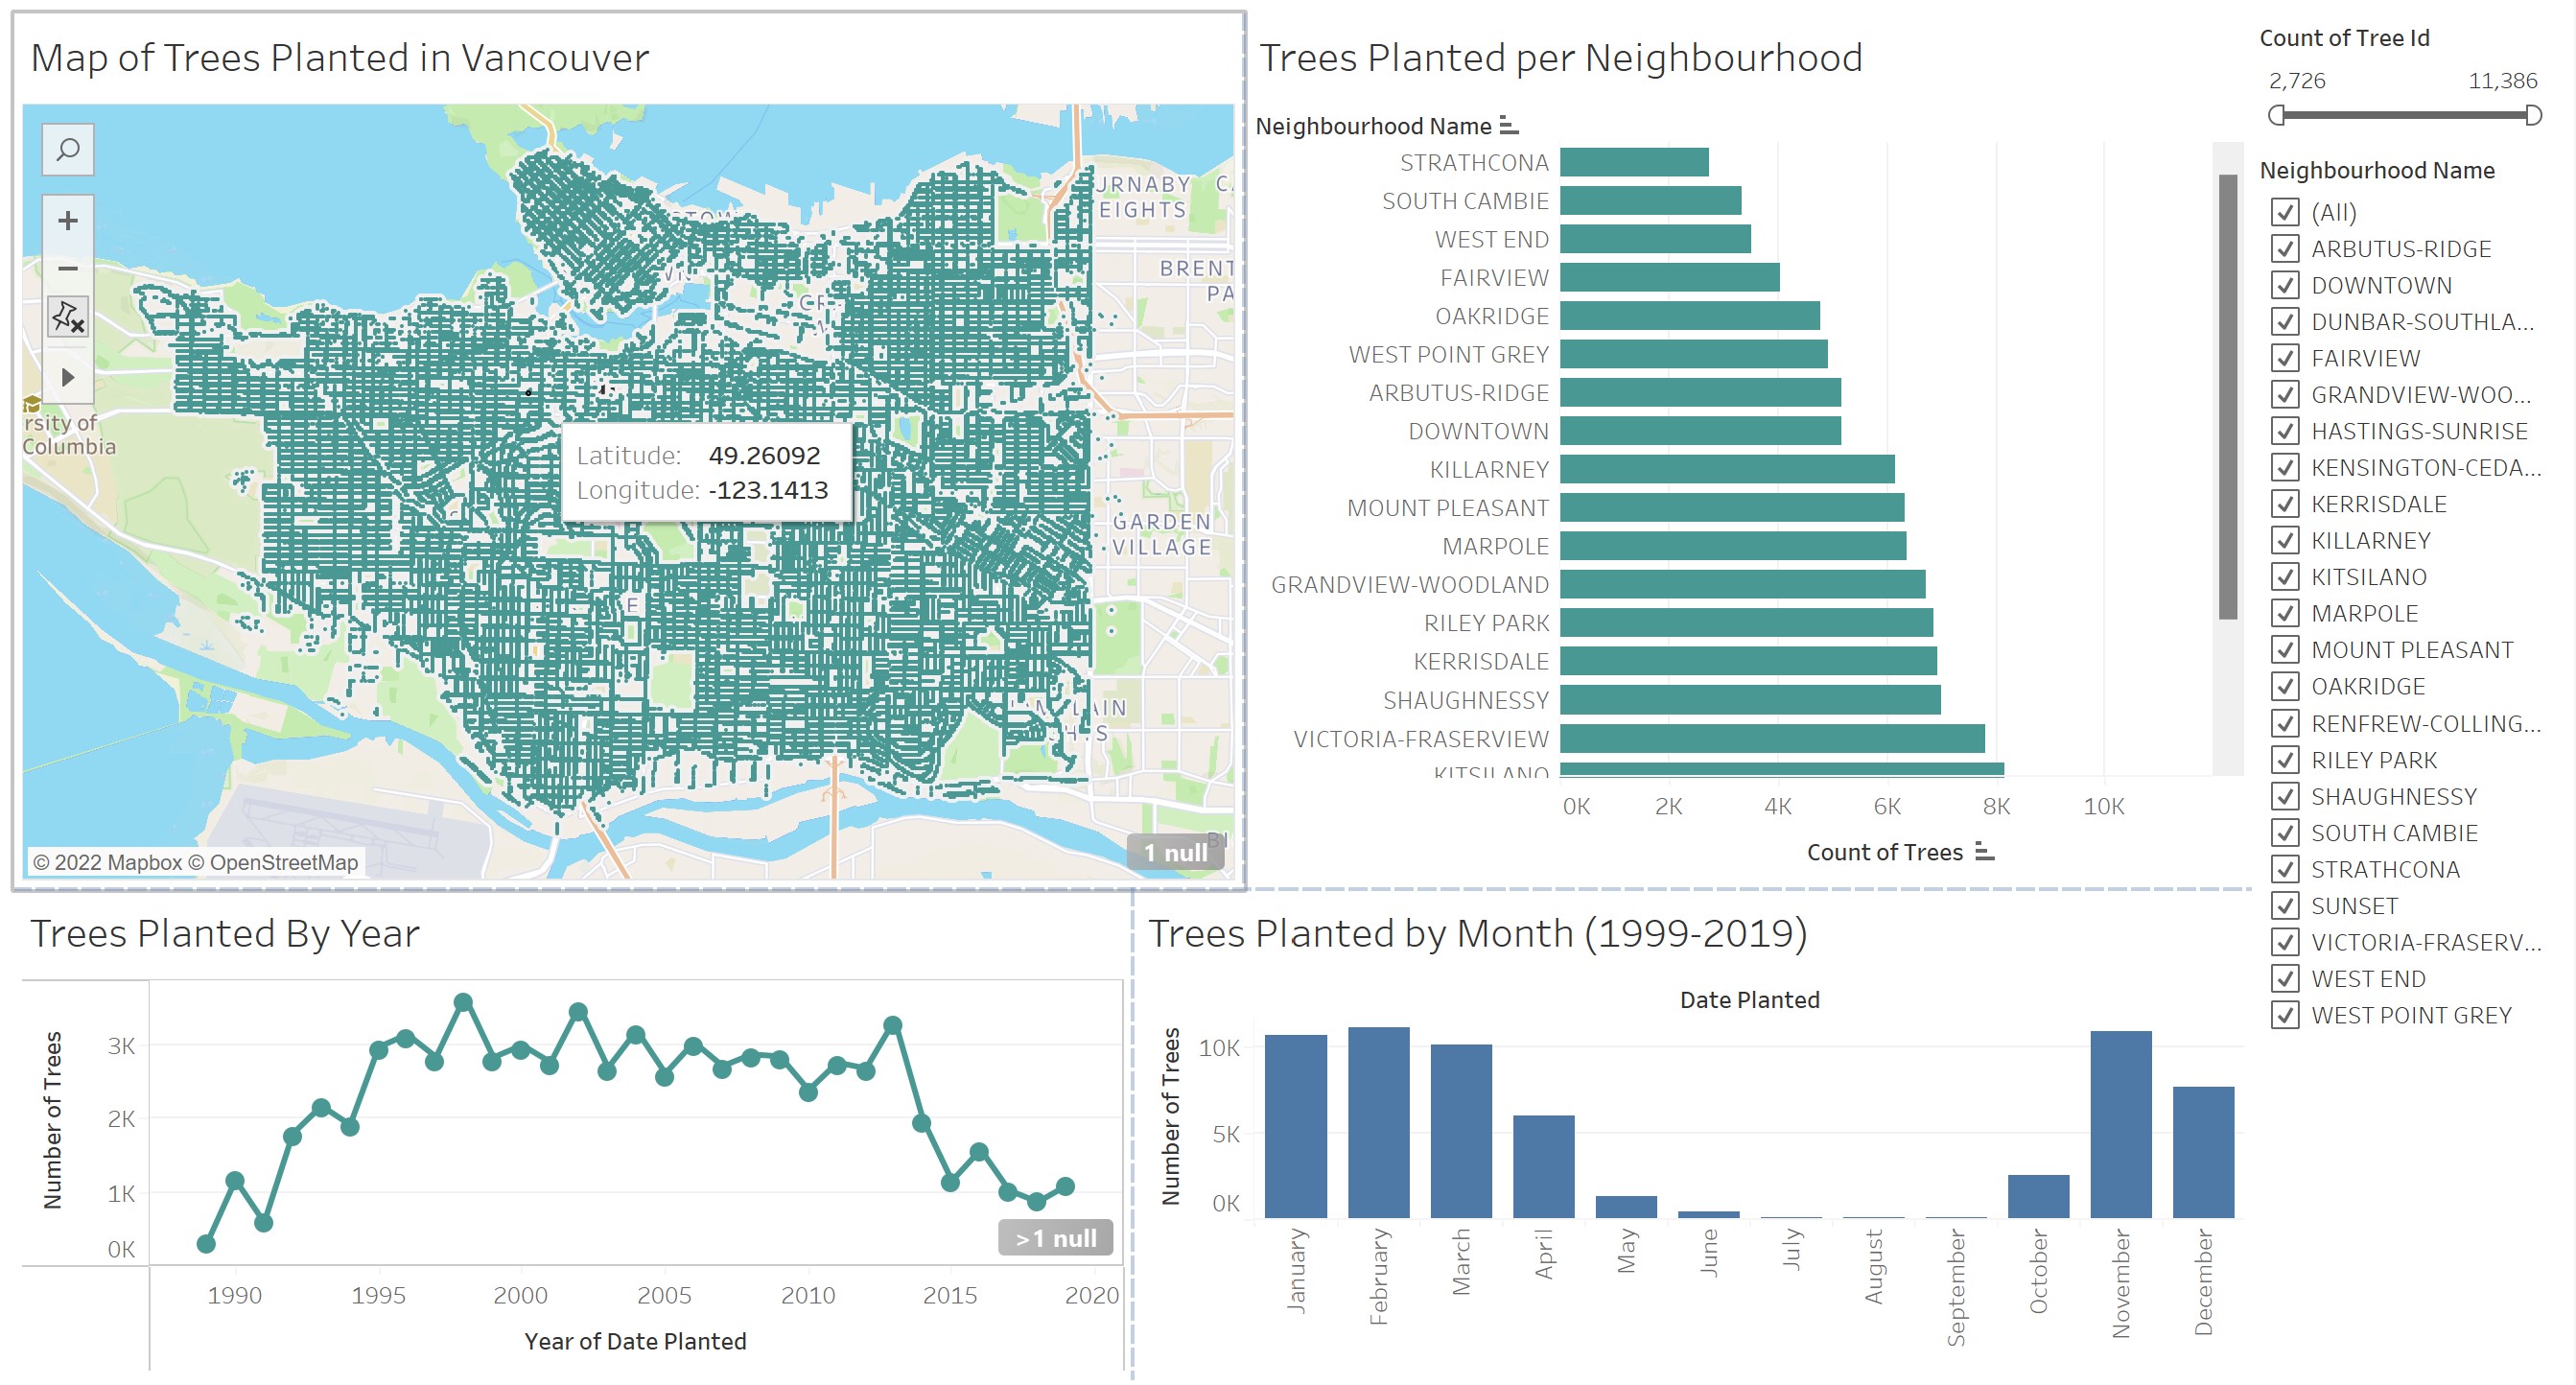 Map of Trees Planted in Vancouver
rsity of
Columbia
GARDEN
VILLAGE
Latitude: 49.26092
Longitude: -123.1413
© 2022 Mapbox © OpenStreetMap
1 null
Trees Planted per Neighbourhood
Neighbourhood Name
STRATHCONA
SOUTH CAMBIE
WEST END
FAIRVIEW
OAKRIDGE
WEST POINT GREY
ARBUTUS-RIDGE
DOWNTOWN
KILLARNEY
MOUNT PLEASANT
MARPOLE
GRANDVIEW-WOODLAND
RILEY PARK
KERRISDALE
SHAUGHNESSY
VICTORIA-FRASERVIEW
KITSILANO
0K 2K 4K 6K 8K 10K
Count of Trees
Count of Tree Id
2,726 11,386
Neighbourhood Name
(All)
ARBUTUS-RIDGE
DOWNTOWN
DUNBAR-SOUTHLA...
FAIRVIEW
GRANDVIEW-WOO...
HASTINGS-SUNRISE
KENSINGTON-CEDA...
KERRISDALE
KILLARNEY
KITSILANO
MARPOLE
MOUNT PLEASANT
OAKRIDGE
RENFREW-COLLING...
RILEY PARK
SHAUGHNESSY
SOUTH CAMBIE
STRATHCONA
SUNSET
VICTORIA-FRASERV...
WEST END
WEST POINT GREY
Trees Planted By Year
Number of Trees
3K
2K
1K
0K
>1 null
1990 1995 2000 2005 2010 2015 2020
Year of Date Planted
Trees Planted by Month (1999-2019)
Date Planted
Number of Trees
10K
5K
0K
January February March April May June July August September October November December